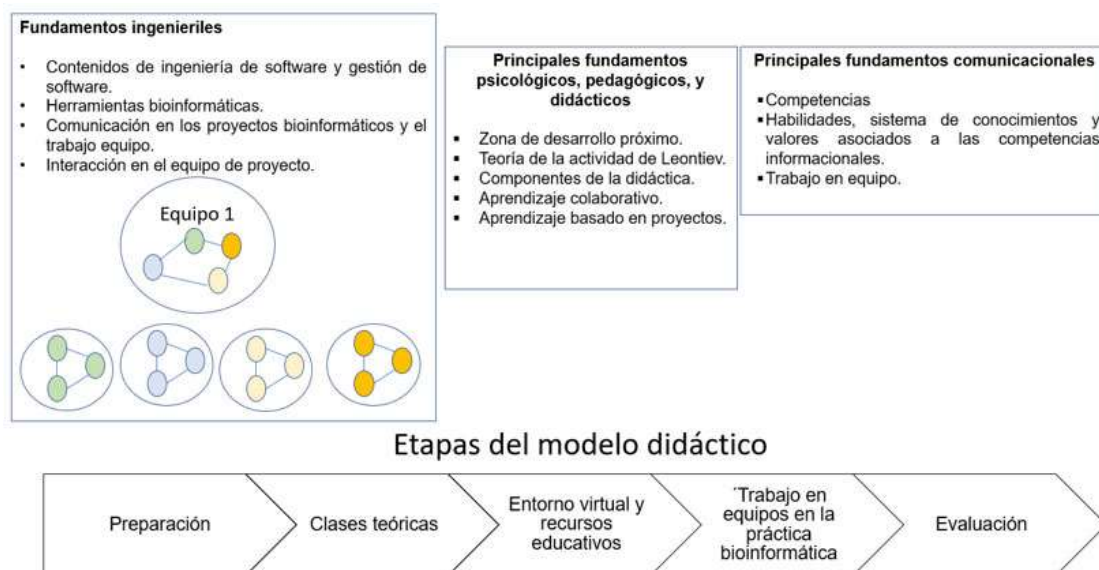 Fundamentos ingenieriles
• Contenidos de ingeniería de software y gestión de
software.
• Herramientas bioinformáticas.
• Comunicación en los proyectos bioinformáticos y el
trabajo equipo.
• Interacción en el equipo de proyecto.
Equipo 1
Principales fundamentos
psicológicos, pedagógicos, y
didácticos
▪ Zona de desarrollo próximo.
▪ Teoría de la actividad de Leontiev.
▪ Componentes de la didáctica.
▪ Aprendizaje colaborativo.
▪ Aprendizaje basado en proyectos.
Principales fundamentos comunicacionales
▪Competencias
▪Habilidades, sistema de conocimientos y
valores asociados a las competencias
informacionales.
▪Trabajo en equipo.
Etapas del modelo didáctico
Preparación
Clases teóricas
Entorno virtual y
recursos
educativos
´Trabajo en
equipos en la
práctica
bioinformática
Evaluación